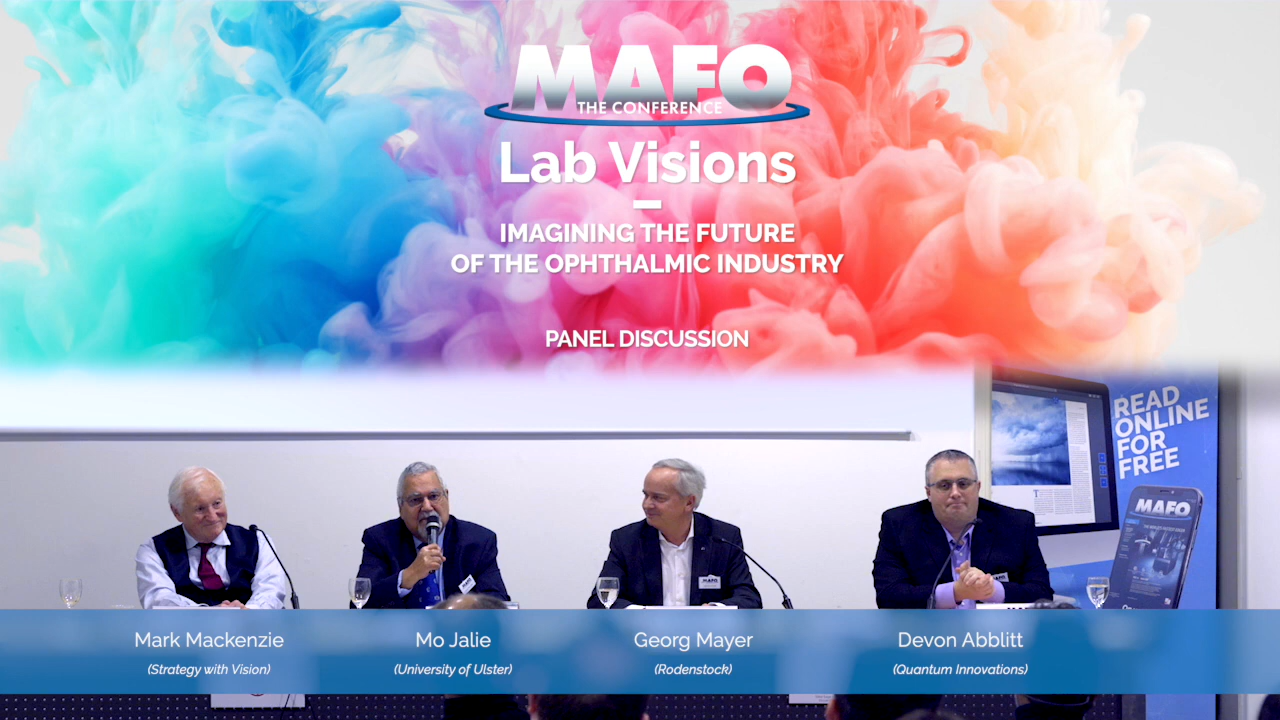 MAFO
THE CONFERENCE
Lab Visions
–
IMAGINING THE FUTURE
OF THE OPHTHALMIC INDUSTRY
PANEL DISCUSSION
READ
ONLINE
FOR
FREE
MAFO
MAFO
Mark Mackenzie
(Strategy with Vision)
Mo Jalie
(University of Ulster)
Georg Mayer
(Rodenstock)
Devon Abblitt
(Quantum Innovations)